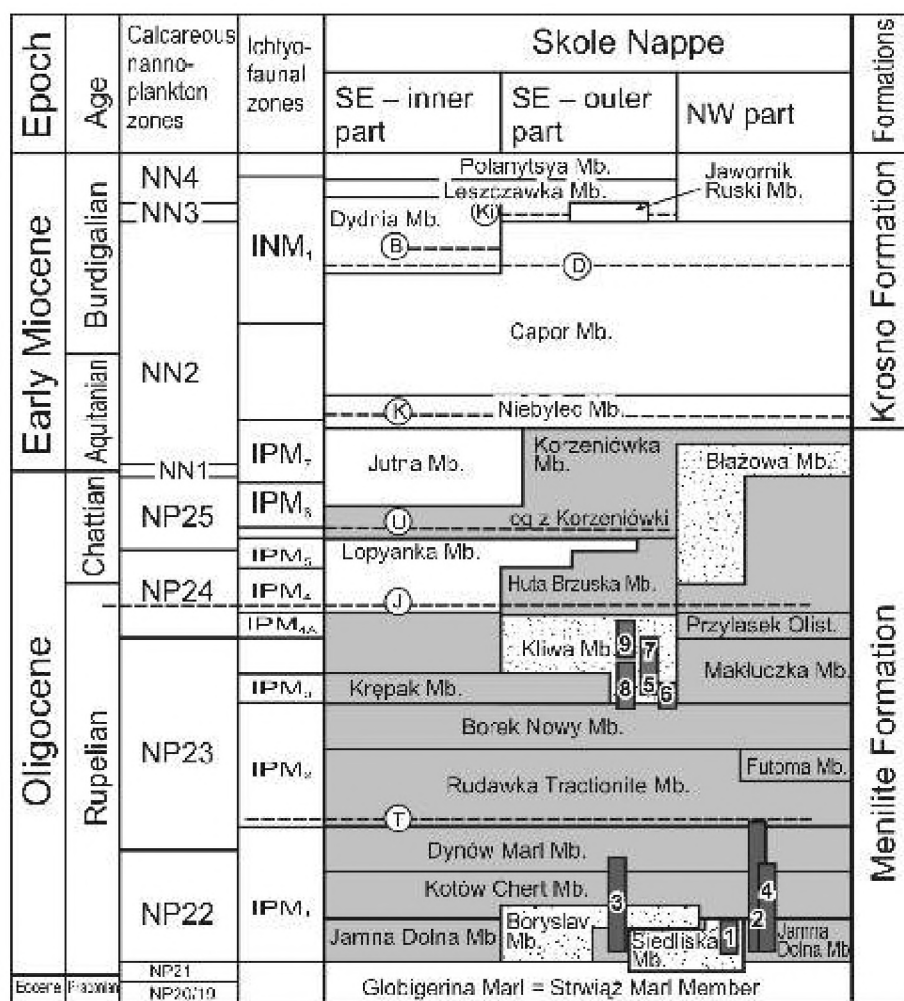 Epoch
Age
Calcareous
nanno-
plankton
zones
Ichtyo-
faunal
zones
Skole Nappe
SE – inner
part
SE – outer
part
NW part
Formations
Early Miocene
Oligocene
Eocene
Burdigalian
Aquitanian
Chattian
Rupelian
Priabonian
NN4
NN3
NN2
NN1
NP25
NP24
NP23
NP22
NP21
NP20/19
INM1
IPM7
IPM6
IPM5
IPM4
IPM4A
IPM3
IPM2
IPM1
Polanytsya Mb.
Leszczawka Mb.
Jawornik
Ruski Mb.
Dydnia Mb.
Ki
B
D
Gapor Mb.
K
Niebylec Mb.
Jutna Mb.
Korzeniówka
Mb.
Błażowa Mb.
U
og z Korzeniówki
Lopyanka Mb.
Huta Brzuska Mb.
J
Kliwa Mb.
9
7
Przylasek Olist.
Krępak Mb.
8
5
6
Makłuczka Mb.
Borek Nowy Mb.
Futoma Mb.
Rudawka Tractionite Mb.
T
Dynów Marl Mb.
Kotów Chert Mb.
3
4
2
Jamna Dolna Mb
Boryslav
Mb.
Siedliska
Mb.
1
Jamna
Dolna Mb
Globigerina Marl = Strwiąż Marl Member
Krosno Formation
Menilite Formation